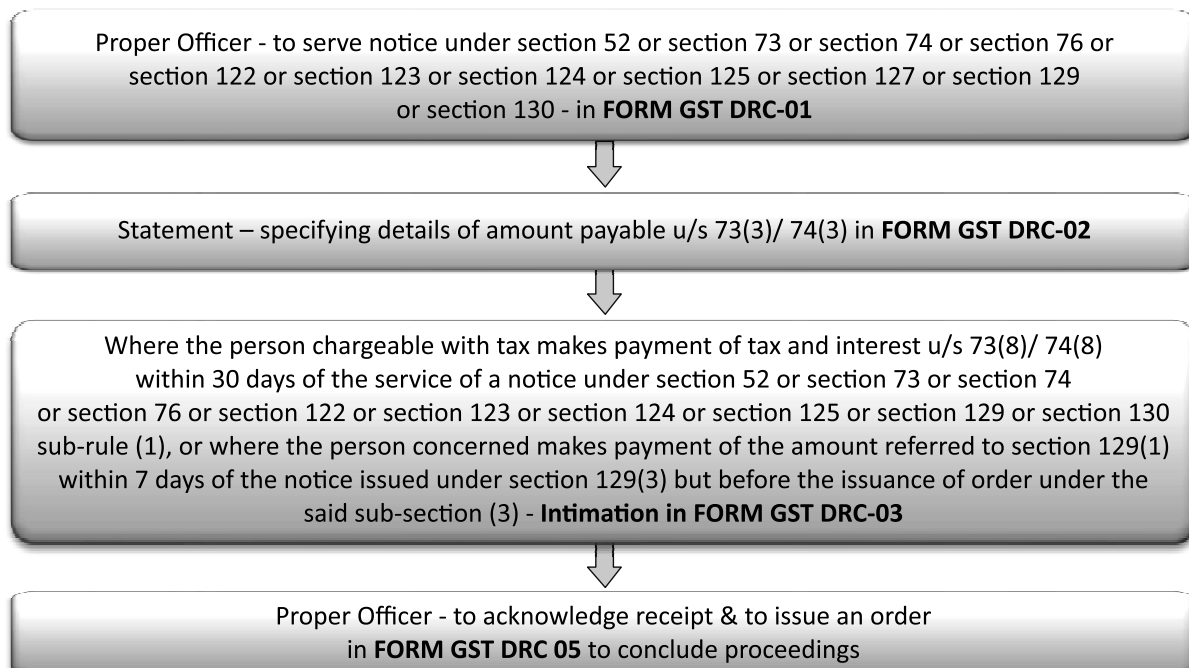 Proper Officer - to serve notice under section 52 or section 73 or section 74 or section 76 or
section 122 or section 123 or section 124 or section 125 or section 127 or section 129
or section 130 - in FORM GST DRC-01
Statement – specifying details of amount payable u/s 73(3)/ 74(3) in FORM GST DRC-02
Where the person chargeable with tax makes payment of tax and interest u/s 73(8)/ 74(8)
within 30 days of the service of a notice under section 52 or section 73 or section 74
or section 76 or section 122 or section 123 or section 124 or section 125 or section 129 or section 130
sub-rule (1), or where the person concerned makes payment of the amount referred to section 129(1)
within 7 days of the notice issued under section 129(3) but before the issuance of order under the
said sub-section (3) - Intimation in FORM GST DRC-03
Proper Officer - to acknowledge receipt & to issue an order
in FORM GST DRC 05 to conclude proceedings